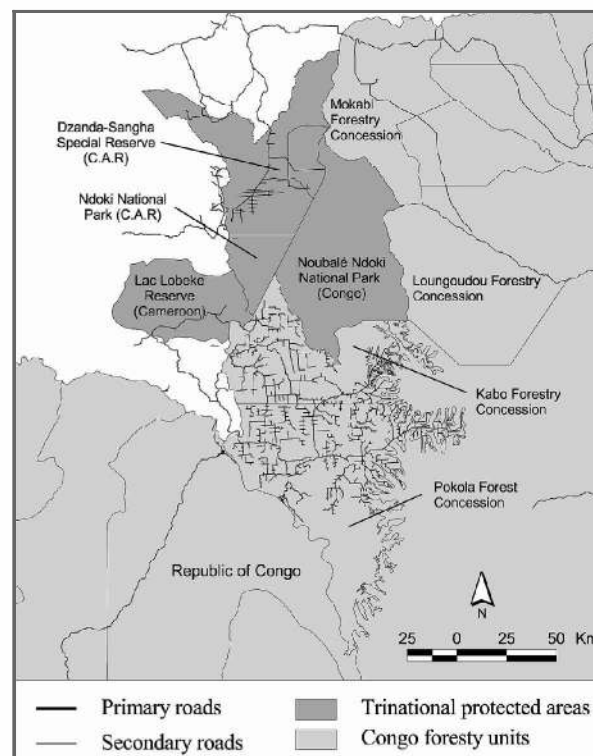 Mokabi
Forestry
Concession
Dzanda-Sangha
Special Reserve
(C.A.R)
Ndoki National
Park (C.A.R)
Noubalé Ndoki
National Park
(Congo)
Lac Lobeke
Reserve
(Cameroon)
Loungoudou Forestry
Concession
Kabo Forestry
Concession
Pokola Forest
Concession
Republic of Congo
N
25 0 25 50 Km
Primary roads
Secondary roads
Trinational protected areas
Congo foresty units